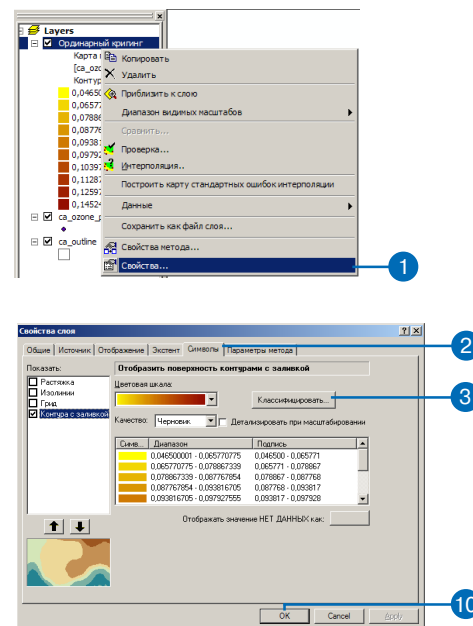 Layers
Ординарный кригинг
Карта
[ca_ozo
Контур
0,04650
0,06577
0,07886
0,08776
0,09381
0,09792
0,10397
0,11287
0,12597
0,14524
ca_ozone_p
ca_outline
Копировать
Удалить
Приблизить к слою
Диапазон видимых масштабов
Сравнить...
Проверка...
Интерполяция..
Построить карту стандартных ошибок интерполяции
Данные
Сохранить как файл слоя...
Свойства метода...
Свойства...
1
Свойства слоя
Общие Источник Отображение Экстент Символы Параметры метода
2
Показать:
Растяжка
Изолинии
Грид
Контура с заливкой
Отобразить поверхность контурами с заливкой
Цветовая шкала:
Классифицировать...
3
Качество: Черновик Детализировать при масштабировании
Симв... Диапазон Подпись
0,046500001 - 0,065770775 0,046500 - 0,065771
0,065770775 - 0,078867339 0,065771 - 0,078867
0,078867339 - 0,087767854 0,078867 - 0,087768
0,087767854 - 0,093816705 0,087768 - 0,093817
0,093816705 - 0,097927555 0,093817 - 0,097928
Отображать значение НЕТ ДАННЫХ как:
OK Cancel Apply
10